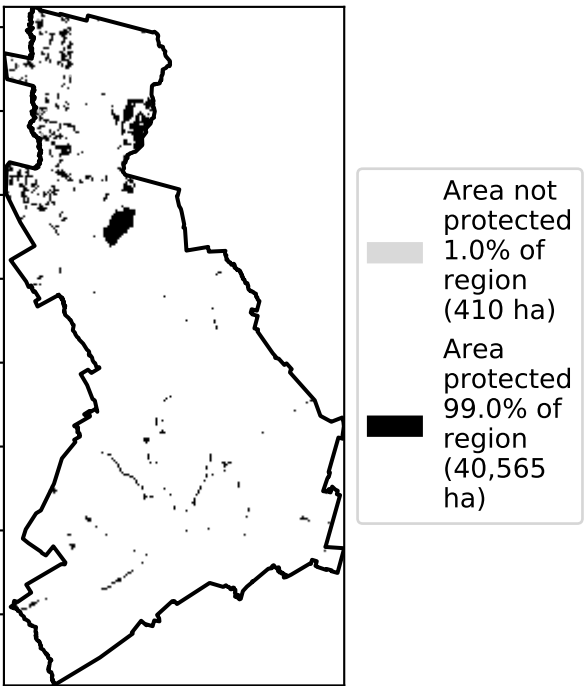 Area not
protected
1.0% of
region
(410 ha)
Area
protected
99.0% of
region
(40,565
ha)